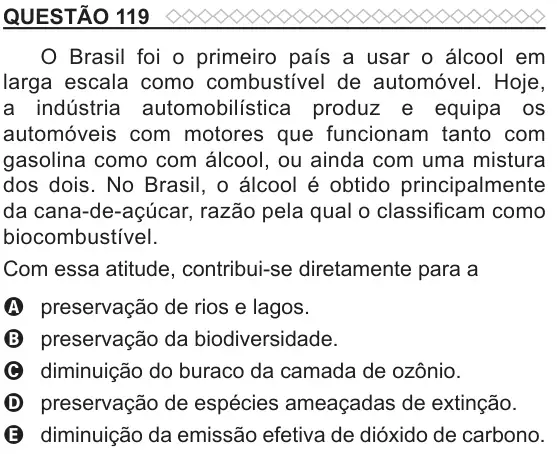 QUESTÃO 119
O Brasil foi o primeiro país a usar o álcool em
larga escala como combustível de automóvel. Hoje,
a indústria automobilística produz e equipa os
automóveis com motores que funcionam tanto com
gasolina como com álcool, ou ainda com uma mistura
dos dois. No Brasil, o álcool é obtido principalmente
da cana-de-açúcar, razão pela qual o classificam como
biocombustível.
Com essa atitude, contribui-se diretamente para a
A preservação de rios e lagos.
B preservação da biodiversidade.
C diminuição do buraco da camada de ozônio.
D preservação de espécies ameaçadas de extinção.
E diminuição da emissão efetiva de dióxido de carbono.